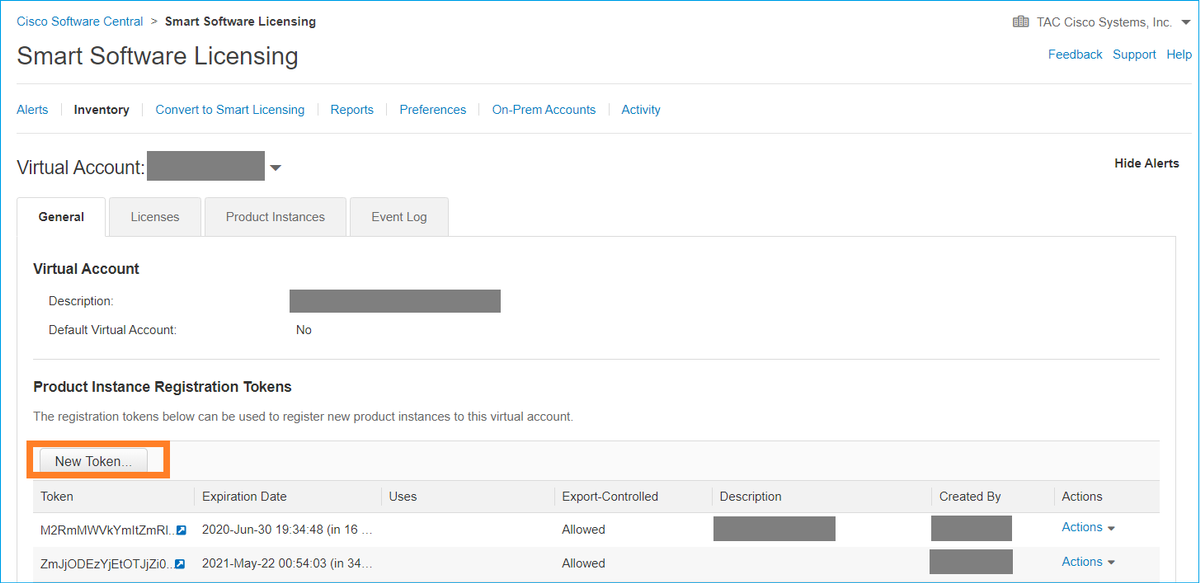 Cisco Software Central > Smart Software Licensing
TAC Cisco Systems, Inc.
Smart Software Licensing
Feedback Support Help
Alerts Inventory Convert to Smart Licensing Reports Preferences On-Prem Accounts Activity
Virtual Account:
Hide Alerts
General Licenses Product Instances Event Log
Virtual Account
Description:
Default Virtual Account: No
Product Instance Registration Tokens
The registration tokens below can be used to register new product instances to this virtual account.
New Token...
Token Expiration Date Uses Export-Controlled Description Created By Actions
M2RmMWVkYmItZmRl.. 2020-Jun-30 19:34:48 (in 16 ... Allowed Actions
ZmJjODEzYjEtOTJjZi0.. 2021-May-22 00:54:03 (in 34... Allowed Actions